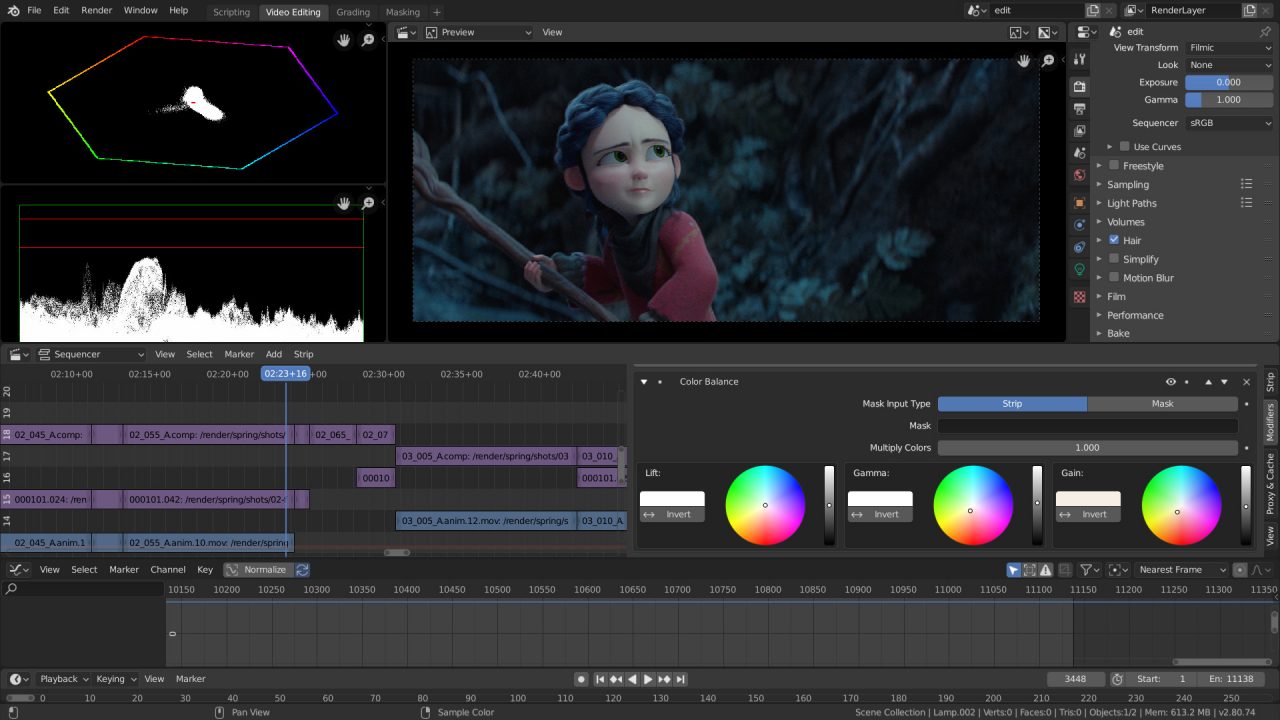 File Edit Render Window Help Scripting Video Editing Grading Masking + edit RenderLayer
Preview View edit
View Transform Filmic
Look None
Exposure 0.000
Gamma 1.000
Sequencer sRGB
Use Curves
Freestyle
Sampling
Light Paths
Volumes
Hair
Simplify
Motion Blur
Film
Performance
Bake
Sequencer View Select Marker Add Strip
02:10+00 02:15+00 02:20+00 02:23+16 +00 02:30+00 02:35+00 02:40+00
20
19
18 02_045_A.comp: 02_055_A.comp: /render/spring/shots/ 02_065_ 02_07
17 03_005_A.comp: /render/spring/shots/03 03_010_
16 00010 000101.
15 000101.024: /ren 000101.042: /render/spring/shots/02-
14 03_005_A.anim.12.mov: /render/spring/s 03_010_A
02_045_A.anim.1 02_055_A.anim.10.mov: /render/spring
Color Balance
Mask Input Type Strip Mask
Mask
Multiply Colors 1.000
Lift: Gamma: Gain:
Invert Invert Invert
Strip
Modifiers
Proxy & Cache
View
View Select Marker Channel Key Normalize Nearest Frame
10150 10200 10250 10300 10350 10400 10450 10500 10550 10600 10650 10700 10750 10800 10850 10900 10950 11000 11050 11100 11150 11200 11250 11300 11350
0
Playback Keying View Marker 3448 Start: 1 En: 11138
0 10 20 30 40 50 60 70 80 90 100 110 120 130 140 150 160 170 180 190 200 210 220 230 240 250
Pan View Sample Color Scene Collection | Lamp.002 | Verts:0 | Faces:0 | Tris:0 | Objects:1/2 | Mem: 613.2 MB | v2.80.74